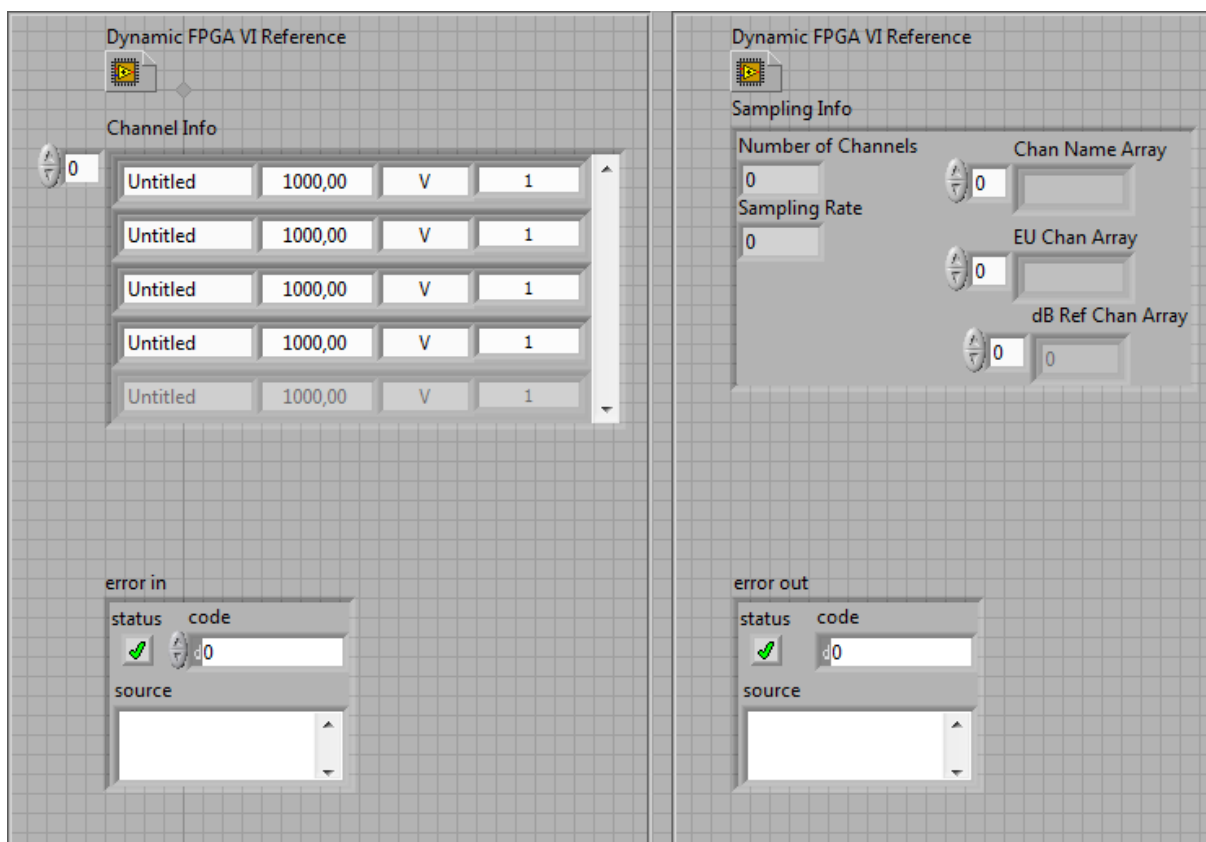 Dynamic FPGA VI Reference
Channel Info
0
Untitled 1000,00 V 1
Untitled 1000,00 V 1
Untitled 1000,00 V 1
Untitled 1000,00 V 1
Untitled 1000,00 V 1
error in
status code
d0
source
Dynamic FPGA VI Reference
Sampling Info
Number of Channels
0
Sampling Rate
0
Chan Name Array
0
EU Chan Array
0
dB Ref Chan Array
0 0
error out
status code
d0
source